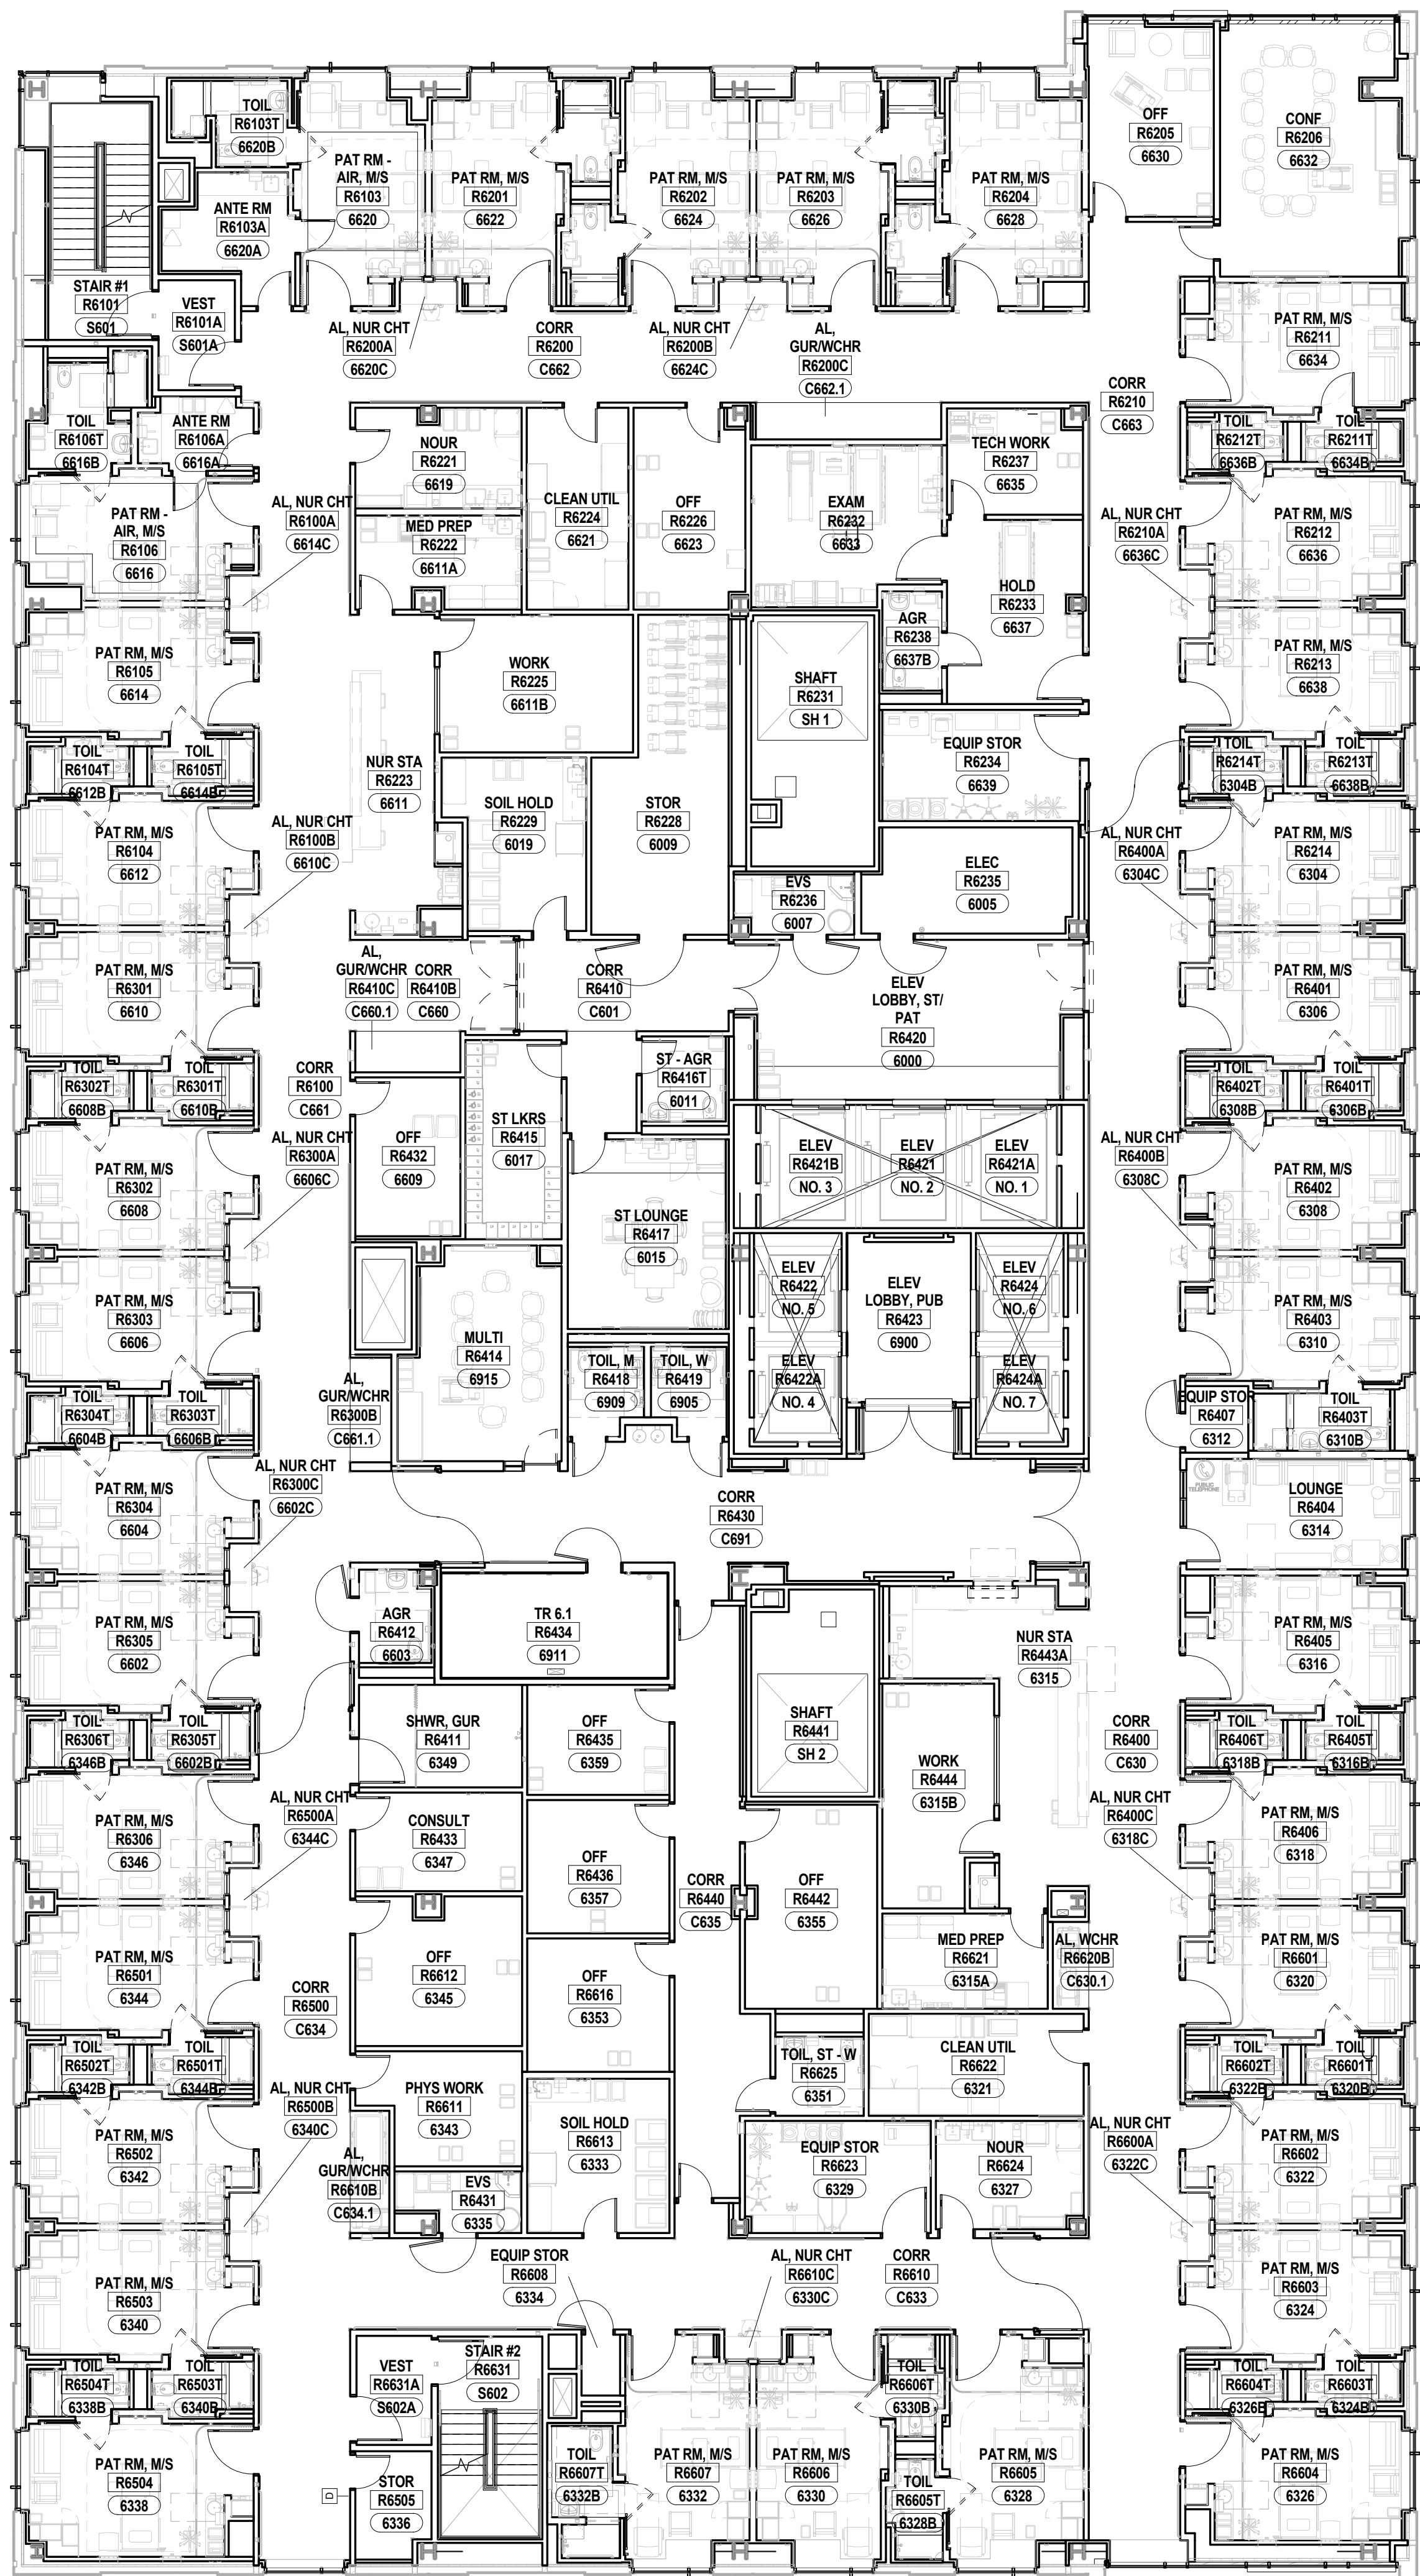 TOIL
R6103T
6620B
PAT RM -
AIR, M/S
R6103
6620
PAT RM, M/S
R6201
6622
PAT RM, M/S
R6202
6624
PAT RM, M/S
R6203
6626
PAT RM, M/S
R6204
6628
OFF
R6205
6630
CONF
R6206
6632
ANTE RM
R6103A
6620A
STAIR #1
R6101
S601
VEST
R6101A
S601A
AL, NUR CHT
R6200A
6620C
CORR
R6200
C662
AL, NUR CHT
R6200B
6624C
AL,
GUR/WCHR
R6200C
C662.1
PAT RM, M/S
R6211
6634
CORR
R6210
C663
TOIL
R6106T
6616B
ANTE RM
R6106A
6616A
NOUR
R6221
6619
CLEAN UTIL
R6224
6621
OFF
R6226
6623
EXAM
R6232
6633
TECH WORK
R6237
6635
TOIL
R6212T
6636B
TOIL
R6211T
6634B
PAT RM -
AIR, M/S
R6106
6616
AL, NUR CHT
R6100A
6614C
MED PREP
R6222
6611A
AL, NUR CHT
R6210A
6636C
PAT RM, M/S
R6212
6636
HOLD
R6233
6637
AGR
R6238
6637B
PAT RM, M/S
R6105
6614
WORK
R6225
6611B
SHAFT
R6231
SH 1
PAT RM, M/S
R6213
6638
TOIL
R6104T
6612B
TOIL
R6105T
6614B
NUR STA
R6223
6611
EQUIP STOR
R6234
6639
TOIL
R6214T
6304B
TOIL
R6213T
6638B
PAT RM, M/S
R6104
6612
AL, NUR CHT
R6100B
6610C
SOIL HOLD
R6229
6019
STOR
R6228
6009
ELEC
R6235
6005
AL, NUR CHT
R6400A
6304C
PAT RM, M/S
R6214
6304
EVS
R6236
6007
PAT RM, M/S
R6301
6610
AL,
GUR/WCHR
R6410C
C660.1
CORR
R6410B
C660
CORR
R6410
C601
ELEV
LOBBY, ST/
PAT
R6420
6000
PAT RM, M/S
R6401
6306
TOIL
R6302T
6608B
TOIL
R6301T
6610B
CORR
R6100
C661
ST - AGR
R6416T
6011
TOIL
R6402T
6308B
TOIL
R6401T
6306B
PAT RM, M/S
R6302
6608
AL, NUR CHT
R6300A
6606C
OFF
R6432
6609
ST LKRS
R6415
6017
ELEV
R6421B
NO. 3
ELEV
R6421
NO. 2
ELEV
R6421A
NO. 1
AL, NUR CHT
R6400B
6308C
PAT RM, M/S
R6402
6308
ST LOUNGE
R6417
6015
PAT RM, M/S
R6303
6606
ELEV
R6422
NO. 5
ELEV
LOBBY, PUB
R6423
6900
ELEV
R6424
NO. 6
PAT RM, M/S
R6403
6310
MULTI
R6414
6915
TOIL
R6304T
6604B
TOIL
R6303T
6606B
AL,
GUR/WCHR
R6300B
C661.1
TOIL, M
R6418
6909
TOIL, W
R6419
6905
ELEV
R6422A
NO. 4
ELEV
R6424A
NO. 7
EQUIP STOR
R6407
6312
TOIL
R6403T
6310B
PAT RM, M/S
R6304
6604
AL, NUR CHT
R6300C
6602C
CORR
R6430
C691
PUBLIC
TELEPHONE
LOUNGE
R6404
6314
PAT RM, M/S
R6305
6602
AGR
R6412
6603
TR 6.1
R6434
6911
NUR STA
R6443A
6315
PAT RM, M/S
R6405
6316
TOIL
R6306T
6346B
TOIL
R6305T
6602B
SHWR, GUR
R6411
6349
OFF
R6435
6359
SHAFT
R6441
SH 2
WORK
R6444
6315B
CORR
R6400
C630
TOIL
R6406T
6318B
TOIL
R6405T
6316B
PAT RM, M/S
R6306
6346
AL, NUR CHT
R6500A
6344C
CONSULT
R6433
6347
OFF
R6436
6357
AL, NUR CHT
R6400C
6318C
PAT RM, M/S
R6406
6318
CORR
R6440
C635
OFF
R6442
6355
PAT RM, M/S
R6501
6344
CORR
R6500
C634
OFF
R6612
6345
OFF
R6616
6353
MED PREP
R6621
6315A
AL, WCHR
R6620B
C630.1
PAT RM, M/S
R6601
6320
TOIL
R6502T
6342B
TOIL
R6501T
6344B
TOIL, ST - W
R6625
6351
CLEAN UTIL
R6622
6321
TOIL
R6602T
6322B
TOIL
R6601T
6320B
PAT RM, M/S
R6502
6342
AL, NUR CHT
R6500B
6340C
PHYS WORK
R6611
6343
SOIL HOLD
R6613
6333
AL, NUR CHT
R6600A
6322C
PAT RM, M/S
R6602
6322
AL,
GUR/WCHR
R6610B
C634.1
EVS
R6431
6335
EQUIP STOR
R6623
6329
NOUR
R6624
6327
PAT RM, M/S
R6503
6340
EQUIP STOR
R6608
6334
AL, NUR CHT
R6610C
6330C
CORR
R6610
C633
PAT RM, M/S
R6603
6324
TOIL
R6504T
6338B
TOIL
R6503T
6340B
VEST
R6631A
S602A
STAIR #2
R6631
S602
TOIL
R6606T
6330B
TOIL
R6604T
6326B
TOIL
R6603T
6324B
PAT RM, M/S
R6504
6338
STOR
R6505
6336
D
TOIL
R6607T
6332B
PAT RM, M/S
R6607
6332
PAT RM, M/S
R6606
6330
TOIL
R6605T
6328B
PAT RM, M/S
R6605
6328
PAT RM, M/S
R6604
6326